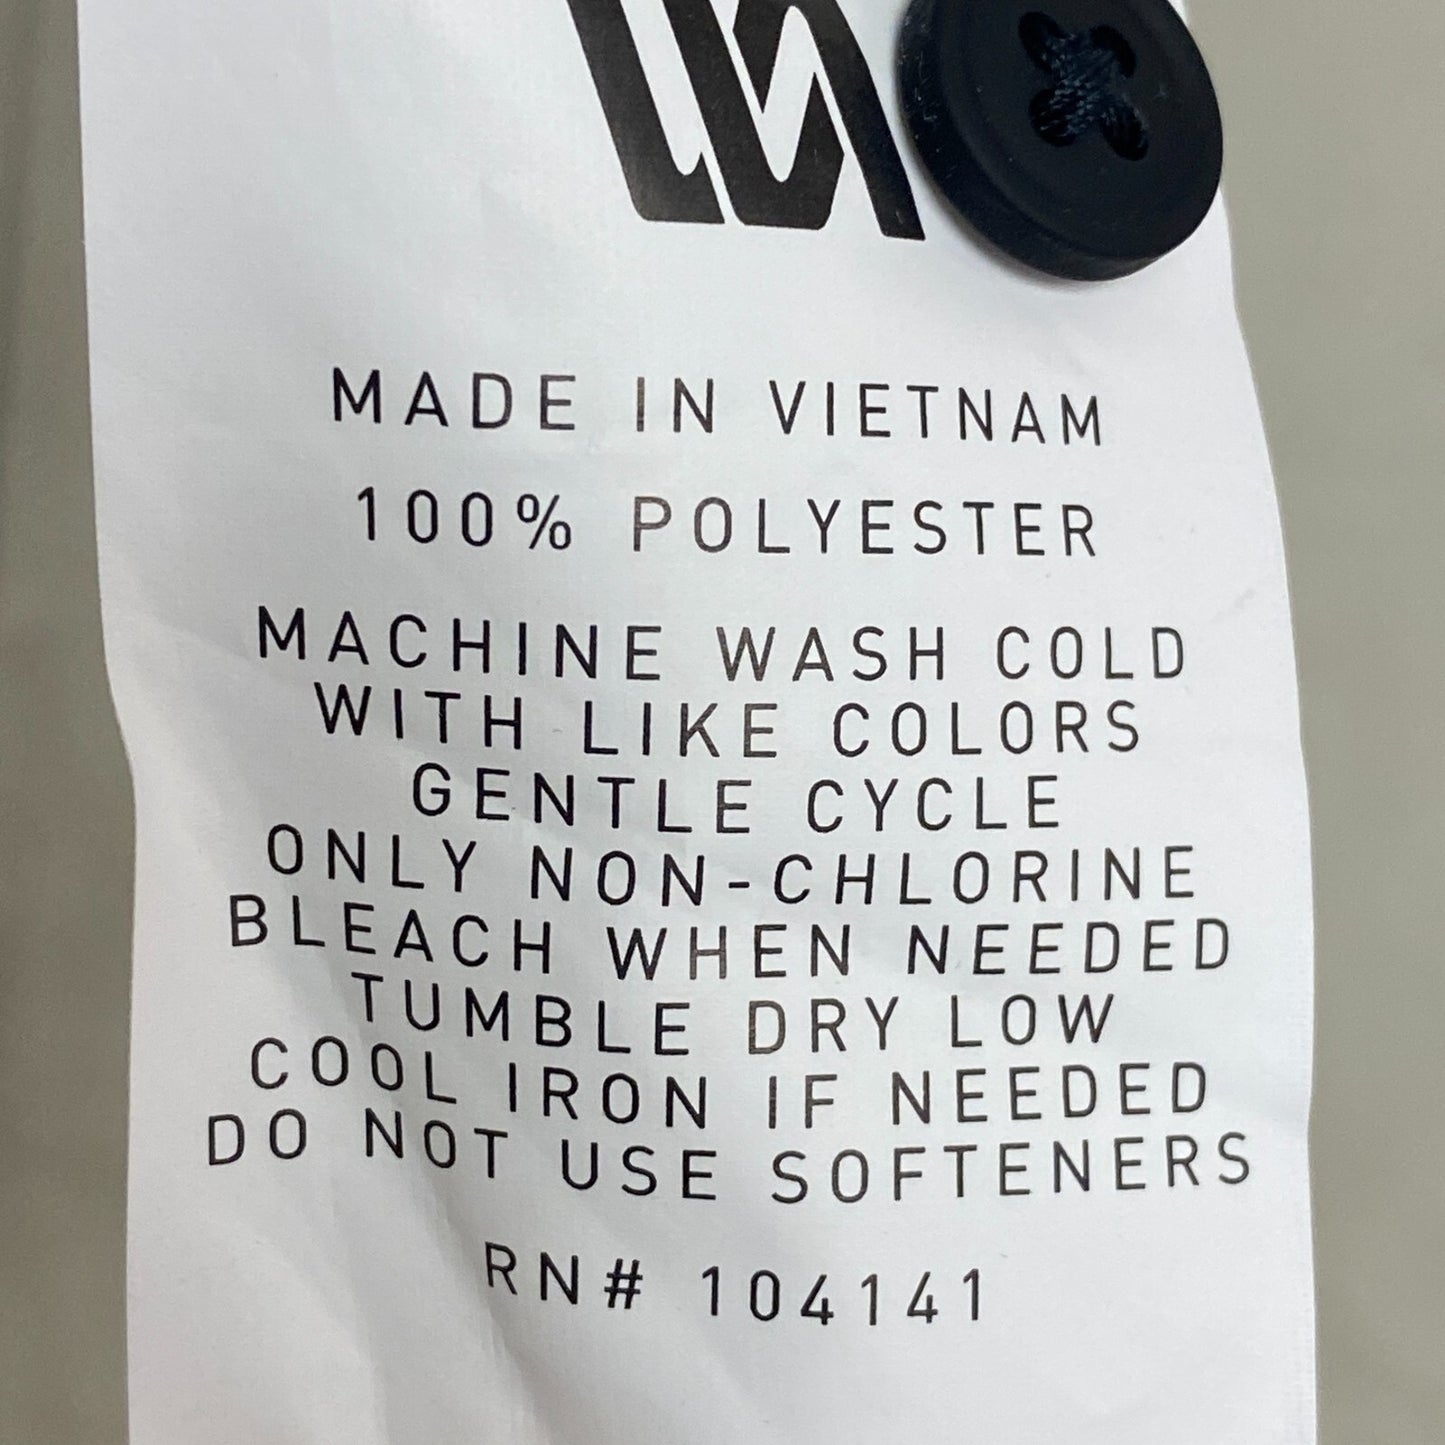 MADE IN VIETNAM
100% POLYESTER
MACHINE WASH COLD
WITH LIKE COLORS
GENTLE CYCLE
ONLY NON-CHLORINE
BLEACH WHEN NEEDED
TUMBLE DRY LOW
COOL IRON IF NEEDED
DO NOT USE SOFTENERS
RN# 104141